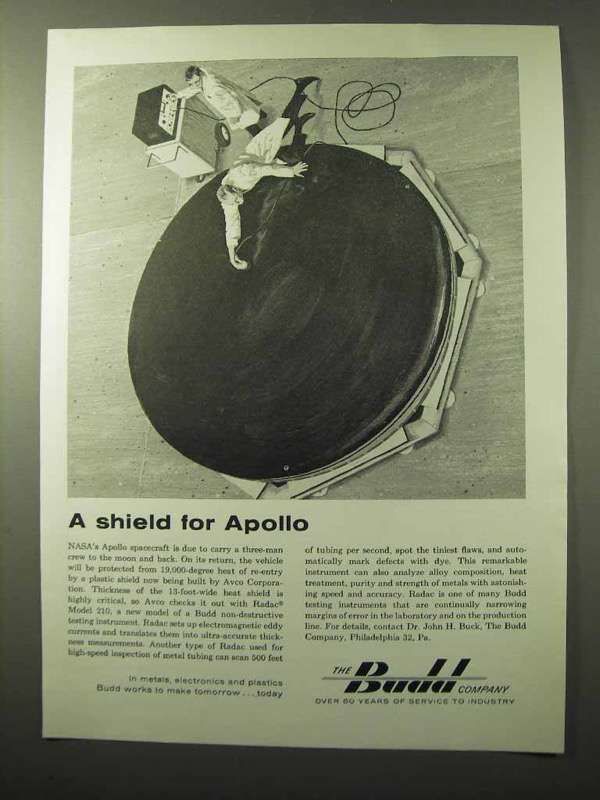 A shield for Apollo
NASA's Apollo spacecraft is due to carry a three-man
crew to the moon and back. On its return, the vehicle
will be protected from 19,000-degree heat of re-entry
by a plastic shield now being built by Avco Corpora-
tion. Thickness of the 13-foot-wide heat shield is
highly critical, so Avco checks it out with Radac®
Model 210, a new model of a Budd non-destructive
testing instrument. Radac sets up electromagnetic eddy
currents and translates them into ultra-accurate thick-
ness measurements. Another type of Radac used for
high-speed inspection of metal tubing can scan 500 feet
of tubing per second, spot the tiniest flaws, and auto-
matically mark defects with dye. This remarkable
instrument can also analyze alloy composition, heat
treatment, purity and strength of metals with astonish-
ing speed and accuracy. Radac is one of many Budd
testing instruments that are continually narrowing
margins of error in the laboratory and on the production
line. For details, contact Dr. John H. Buck, The Budd
Company, Philadelphia 32, Pa.
In metals, electronics and plastics
Budd works to make tomorrow...today
THE Budd COMPANY
OVER 50 YEARS OF SERVICE TO INDUSTRY